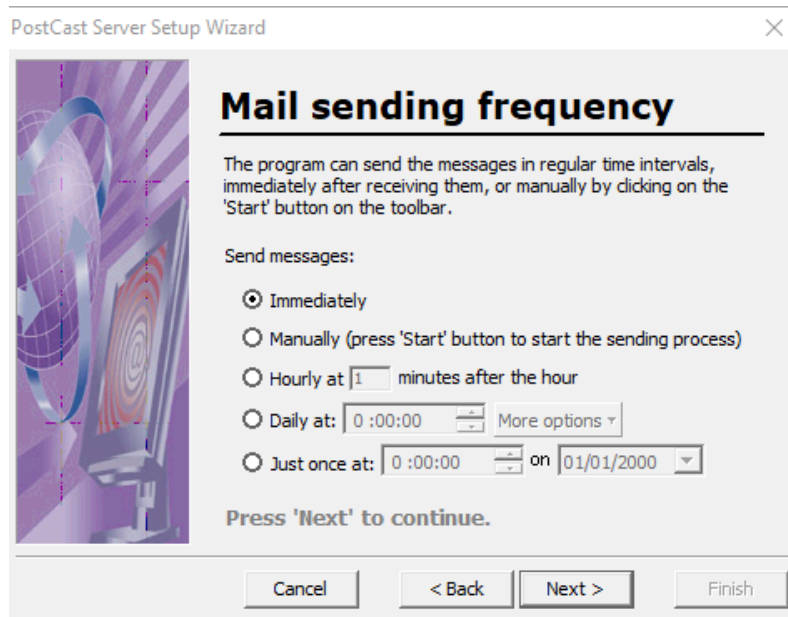 PostCast Server Setup Wizard
Mail sending frequency
The program can send the messages in regular time intervals,
immediately after receiving them, or manually by clicking on the
'Start' button on the toolbar.
Send messages:
Immediately
Manually (press 'Start' button to start the sending process)
Hourly at 1 minutes after the hour
Daily at: 0 :00:00 More options
Just once at: 0 :00:00 on 01/01/2000
Press 'Next' to continue.
Cancel < Back Next > Finish